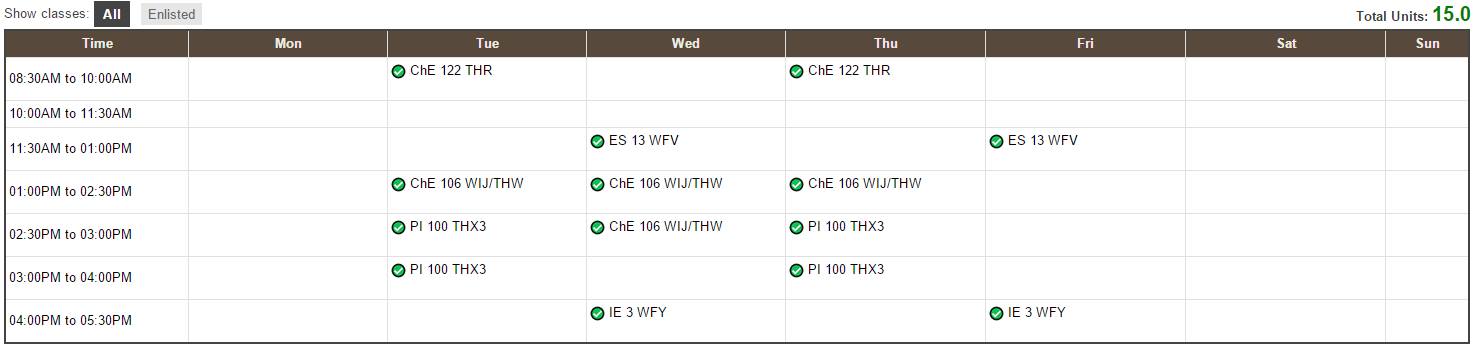 Show classes: All Enlisted Total Units: 15.0
Time Mon Tue Wed Thu Fri Sat Sun
08:30AM to 10:00AM ChE 122 THR ChE 122 THR
10:00AM to 11:30AM
11:30AM to 01:00PM ES 13 WFV ES 13 WFV
01:00PM to 02:30PM ChE 106 WIJ/THW ChE 106 WIJ/THW ChE 106 WIJ/THW
02:30PM to 03:00PM PI 100 THX3 ChE 106 WIJ/THW PI 100 THX3
03:00PM to 04:00PM PI 100 THX3 PI 100 THX3
04:00PM to 05:30PM IE 3 WFY IE 3 WFY